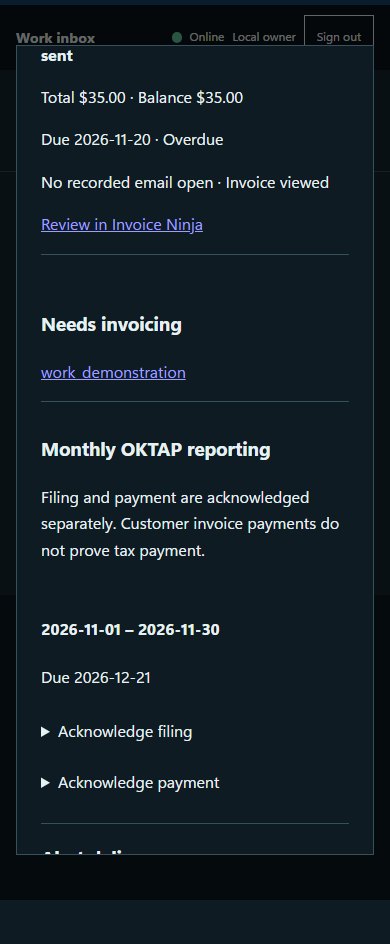 Work inbox
Online
Local owner
Sign out
sent
Total $35.00 · Balance $35.00
Due 2026-11-20 · Overdue
No recorded email open · Invoice viewed
Review in Invoice Ninja
Needs invoicing
work_demonstration
Monthly OKTAP reporting
Filing and payment are acknowledged
separately. Customer invoice payments do
not prove tax payment.
2026-11-01 – 2026-11-30
Due 2026-12-21
Acknowledge filing
Acknowledge payment